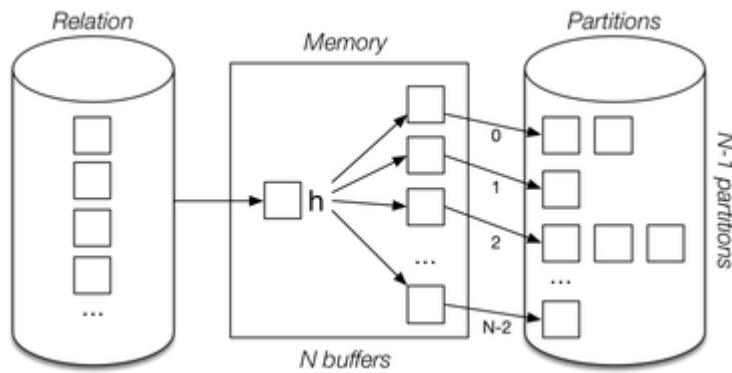 Relation
Memory
Partitions
0
h
1
2
...
...
...
N-2
N buffers
N-1 partitions